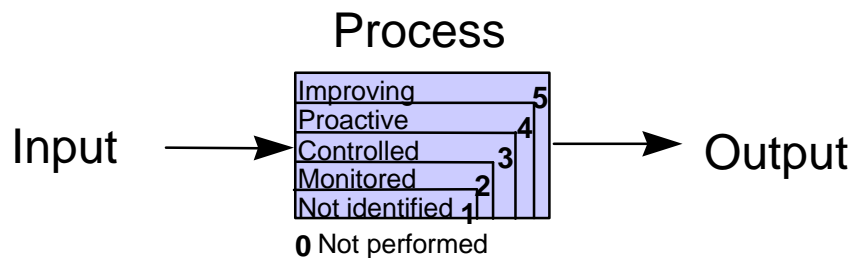 Process
Improving 5
Proactive 4
Input
Controlled 3
Output
Monitored 2
Not identified 1
0 Not performed